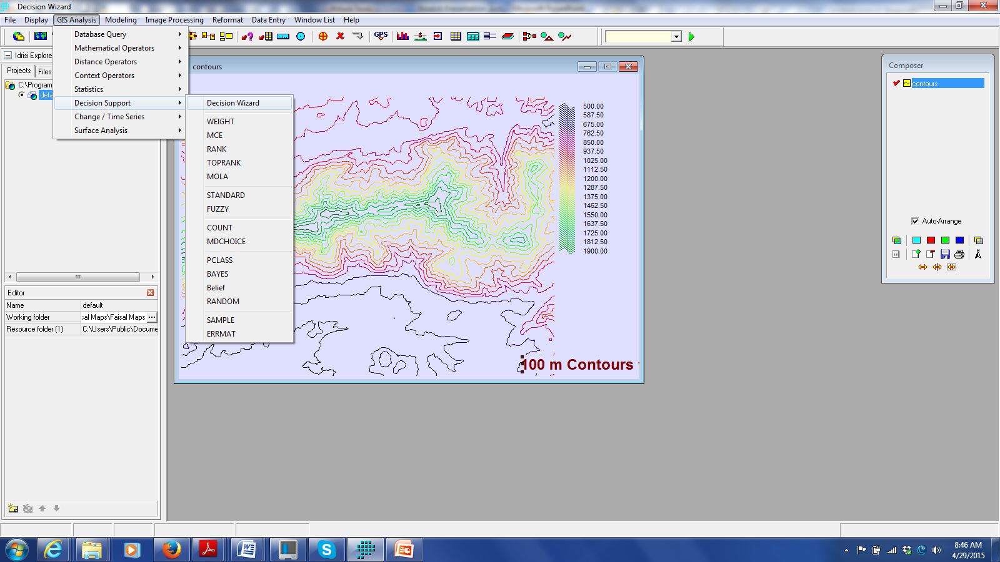 Decision Wizard
File Display GIS Analysis Modeling Image Processing Reformat Data Entry Window List Help
GPS
Idrisi Explore
Projects Files
C:\Program
defa
Database Query
Mathematical Operators
Distance Operators
Context Operators
Statistics
Decision Support
Change / Time Series
Surface Analysis
Decision Wizard
WEIGHT
MCE
RANK
TOPRANK
MOLA
STANDARD
FUZZY
COUNT
MDCHOICE
PCLASS
BAYES
Belief
RANDOM
SAMPLE
ERRMAT
contours
500.00
587.50
675.00
762.50
850.00
937.50
1025.00
1112.50
1200.00
1287.50
1375.00
1462.50
1550.00
1637.50
1725.00
1812.50
1900.00
100 m Contours
Composer
contours
Auto-Arrange
Editor
Name default
Working folder sal Maps\Faisal Maps ...
Resource folder (1) C:\Users\Public\Docume
8:46 AM
4/29/2015